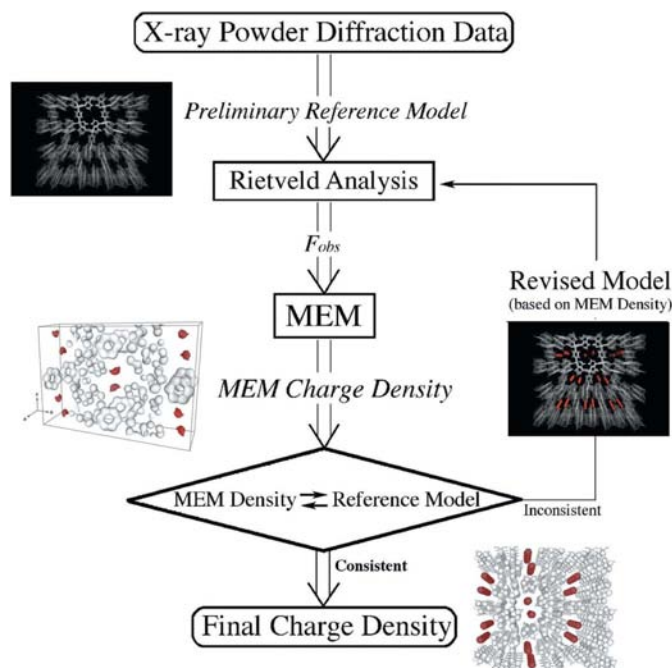 X-ray Powder Diffraction Data
Preliminary Reference Model
Rietveld Analysis
Fobs
Revised Model
(based on MEM Density)
MEM
MEM Charge Density
MEM Density
Reference Model
Inconsistent
Consistent
Final Charge Density